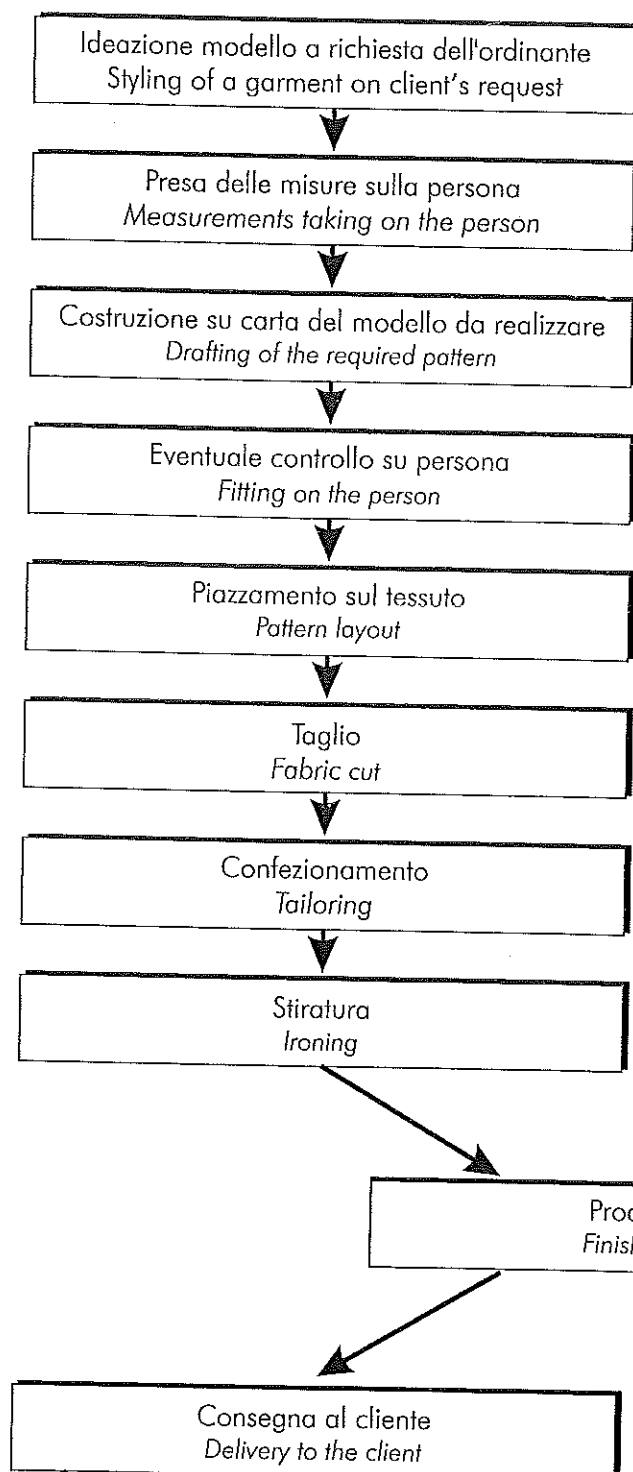 Ideazione modello a richiesta dell'ordinante
Styling of a garment on client's request
Presa delle misure sulla persona
Measurements taking on the person
Costruzione su carta del modello da realizzare
Drafting of the required pattern
Eventuale controllo su persona
Fitting on the person
Piazzamento sul tessuto
Pattern layout
Taglio
Fabric cut
Confezionamento
Tailoring
Stiratura
Ironing
Consegna al cliente
Delivery to the client